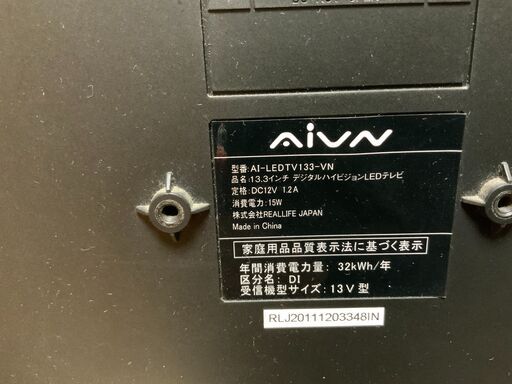 AiVN
型番:AI-LEDTV133-VN
品名:13.3インチ デジタルハイビジョンLEDテレビ
定格:DC12V 1.2A
消費電力:15W
株式会社REALLIFE JAPAN
Made in China
家庭用品品質表示法に基づく表示
年間消費電力量: 32kWh/年
区分名: DI
受信機型サイズ:13V型
RLJ20111203348IN